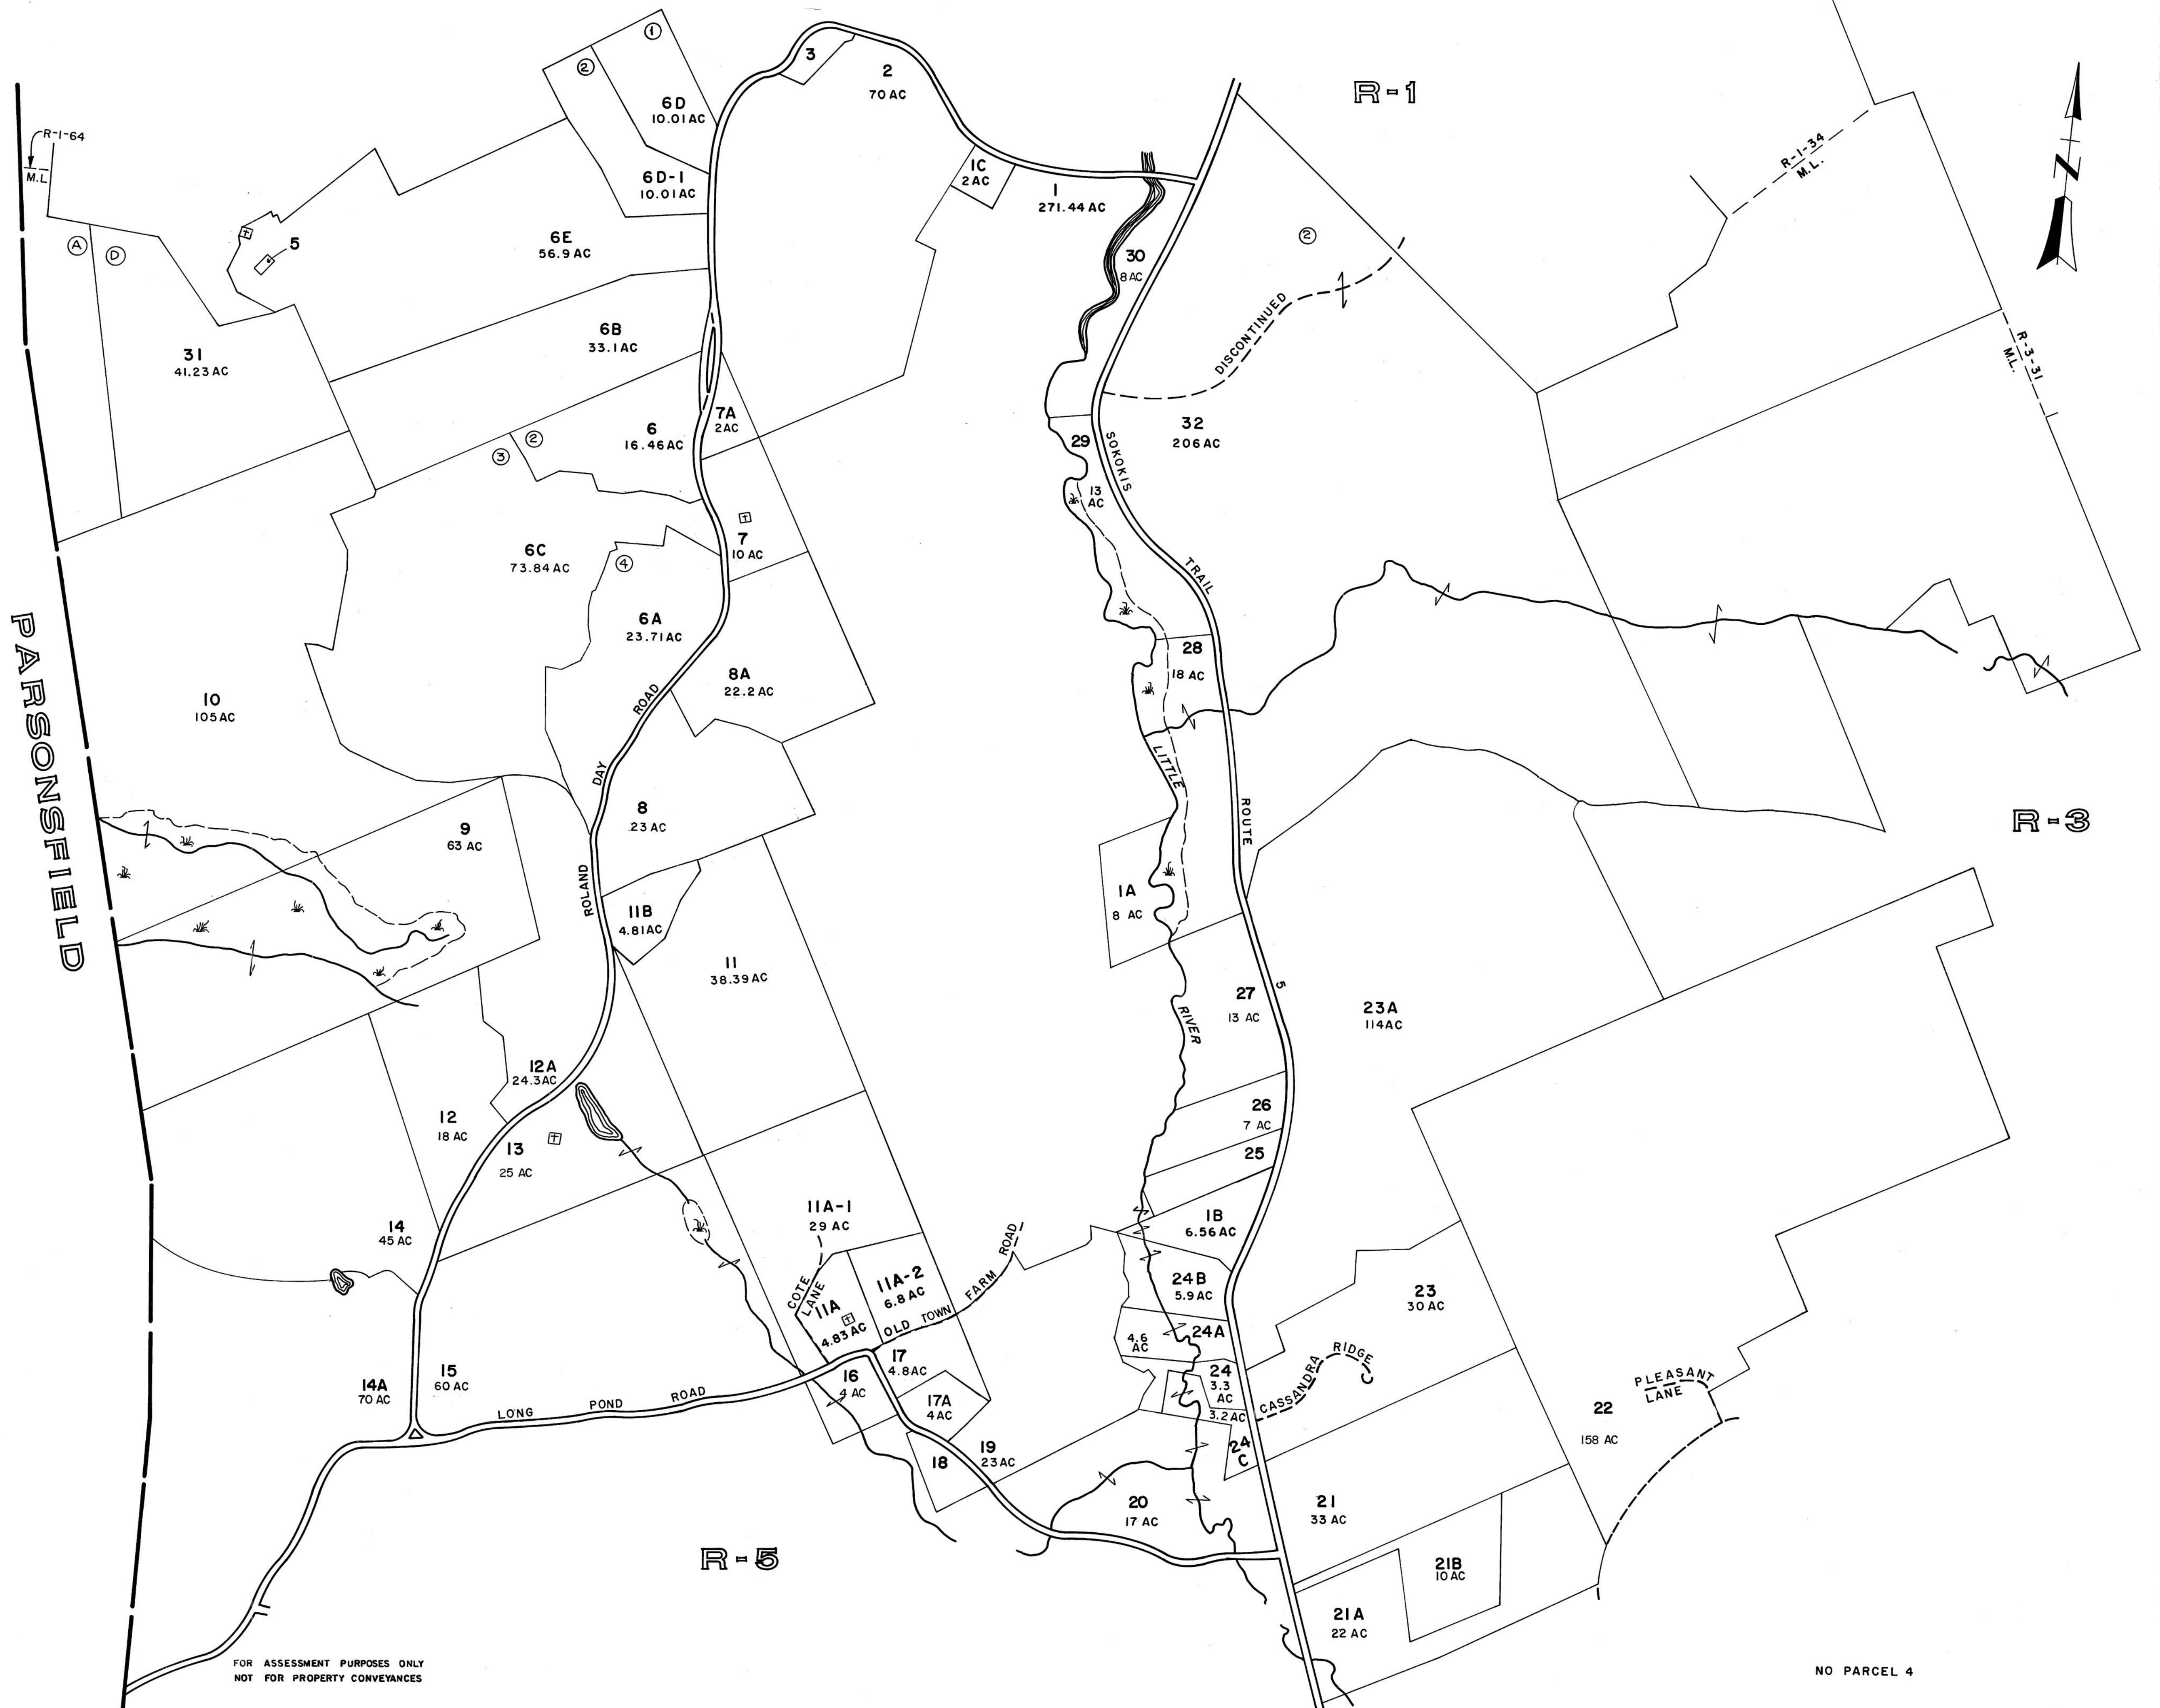 ①
3
②
2
70 AC
R-1
6D
10.01 AC
R-1-64
M.L.
R-1-34
M.L.
N
6D-1
10.01 AC
1C
2 AC
1
271.44 AC
A
D
5
6E
56.9 AC
30
8 AC
②
DISCONTINUED
6B
33.1 AC
31
41.23 AC
R-3-31
M.L.
7A
2 AC
6
16.46 AC
②
③
29
13
AC
SOKOKIS
32
206 AC
7
10 AC
6C
73.84 AC
④
TRAIL
6A
23.71 AC
28
18 AC
8A
22.2 AC
ROAD
10
105 AC
PARSONSFIELD
LITTLE
DAY
8
23 AC
ROUTE
R-3
9
63 AC
ROLAND
1A
8 AC
11B
4.81 AC
11
38.39 AC
27
13 AC
5
RIVER
23A
114 AC
12A
24.3 AC
12
18 AC
13
25 AC
26
7 AC
25
14
45 AC
11A-1
29 AC
1B
6.56 AC
COTE
LANE
11A-2
6.8 AC
11A
4.83 AC
OLD TOWN FARM ROAD
24B
5.9 AC
23
30 AC
4.6
AC
24A
17
4.8 AC
14A
70 AC
15
60 AC
16
4 AC
24
3.3
AC
CASSANDRA RIDGE
PLEASANT
LANE
LONG POND ROAD
17A
4 AC
3.2 AC
24
C
22
158 AC
18
19
23 AC
20
17 AC
21
33 AC
R-5
21B
10 AC
21A
22 AC
FOR ASSESSMENT PURPOSES ONLY
NOT FOR PROPERTY CONVEYANCES
NO PARCEL 4